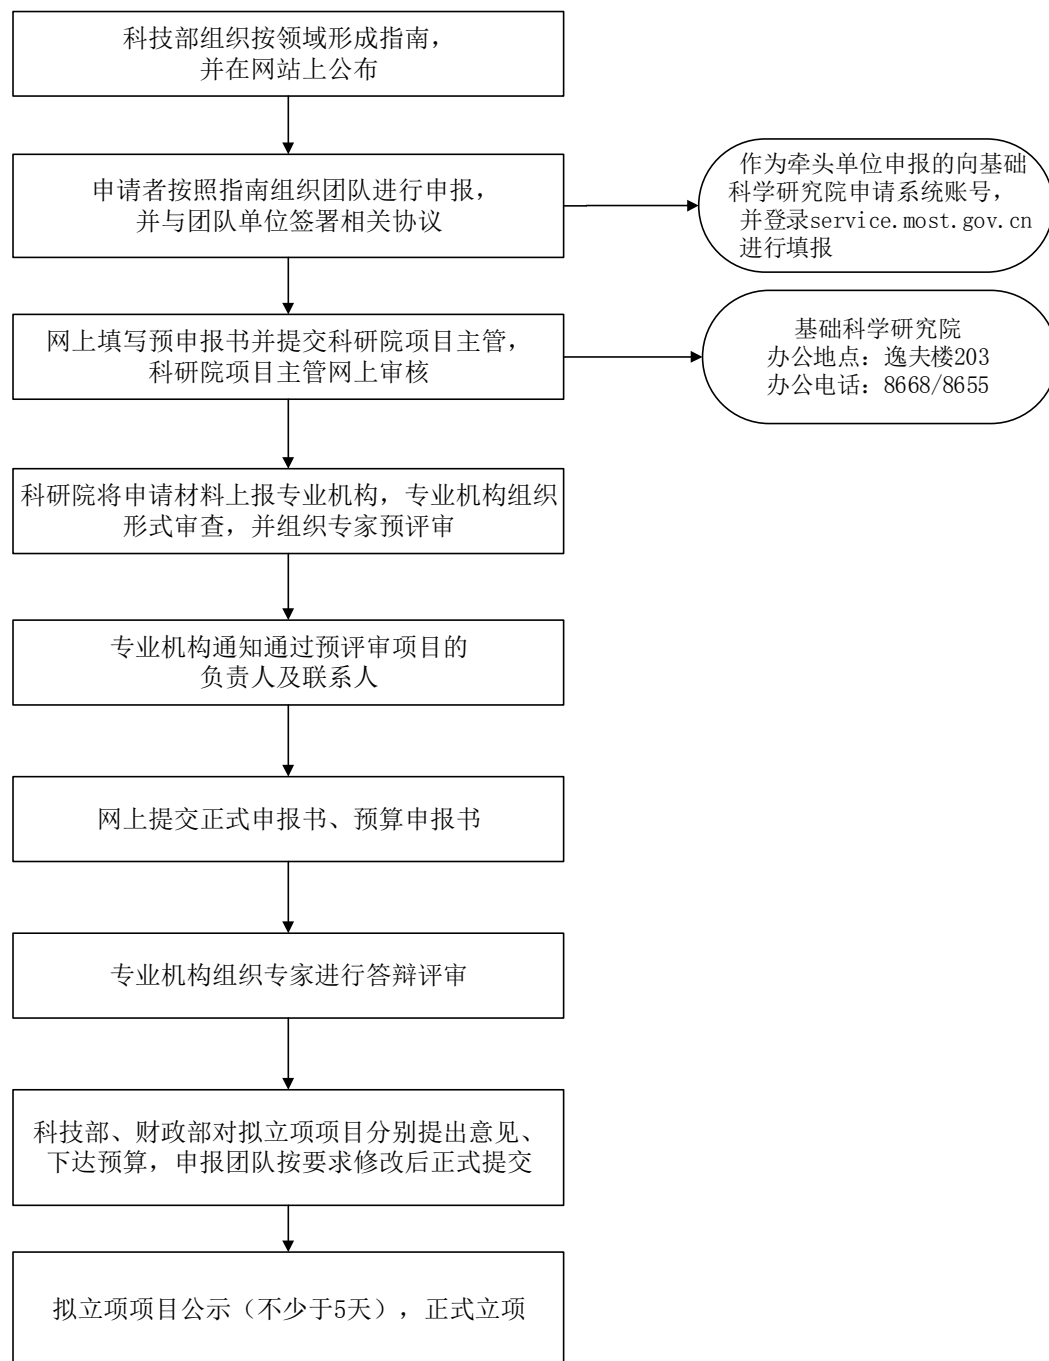 科技部组织按领域形成指南，
并在网站上公布
申请者按照指南组织团队进行申报，
并与团队单位签署相关协议
作为牵头单位申报的向基础
科学研究院申请系统账号，
并登录service.most.gov.cn
进行填报
网上填写预申报书并提交科研院项目主管，
科研院项目主管网上审核
基础科学研究院
办公地点：逸夫楼203
办公电话：8668/8655
科研院将申请材料上报专业机构，专业机构组织
形式审查，并组织专家预评审
专业机构通知通过预评审项目的
负责人及联系人
网上提交正式申报书、预算申报书
专业机构组织专家进行答辩评审
科技部、财政部对拟立项项目分别提出意见、
下达预算，申报团队按要求修改后正式提交
拟立项项目公示（不少于5天），正式立项